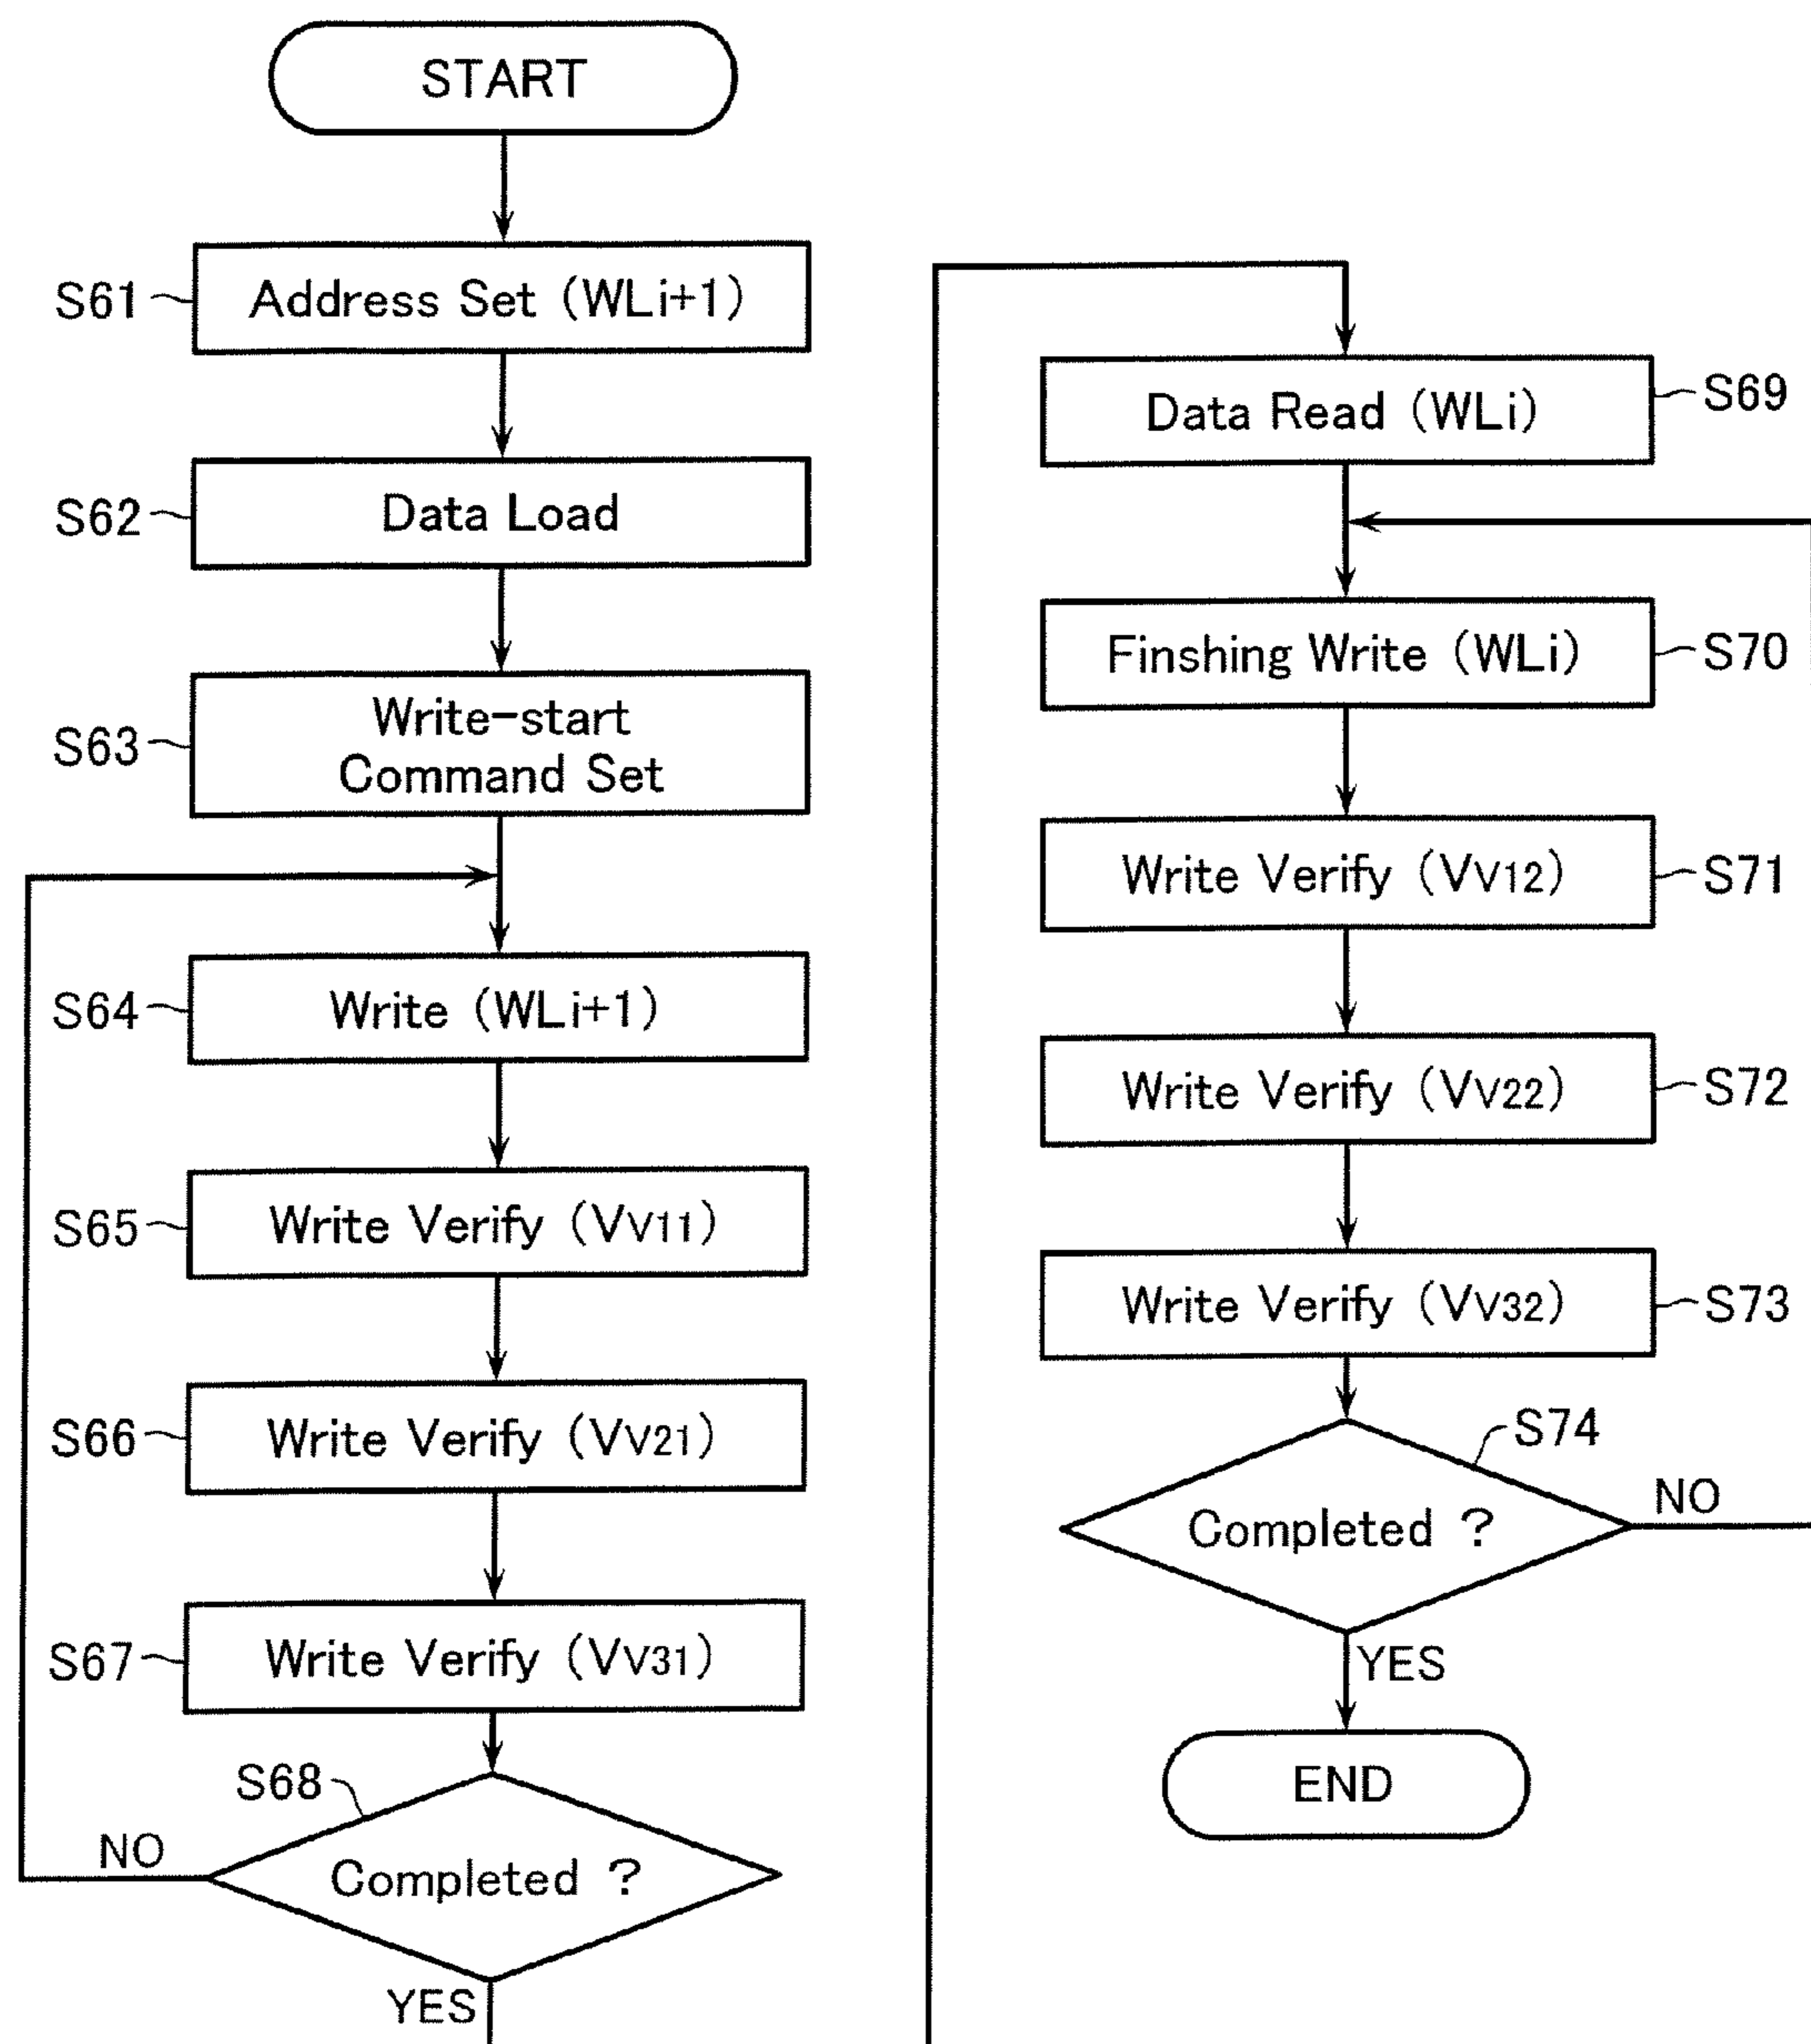 START
S61
Address Set (WLi+1)
S62
Data Load
S63
Write-start
Command Set
S64
Write (WLi+1)
S65
Write Verify (VV11)
S66
Write Verify (VV21)
S67
Write Verify (VV31)
S68
NO
Completed ?
YES
Data Read (WLi)
S69
Finshing Write (WLi)
S70
Write Verify (VV12)
S71
Write Verify (VV22)
S72
Write Verify (VV32)
S73
S74
Completed ?
NO
YES
END